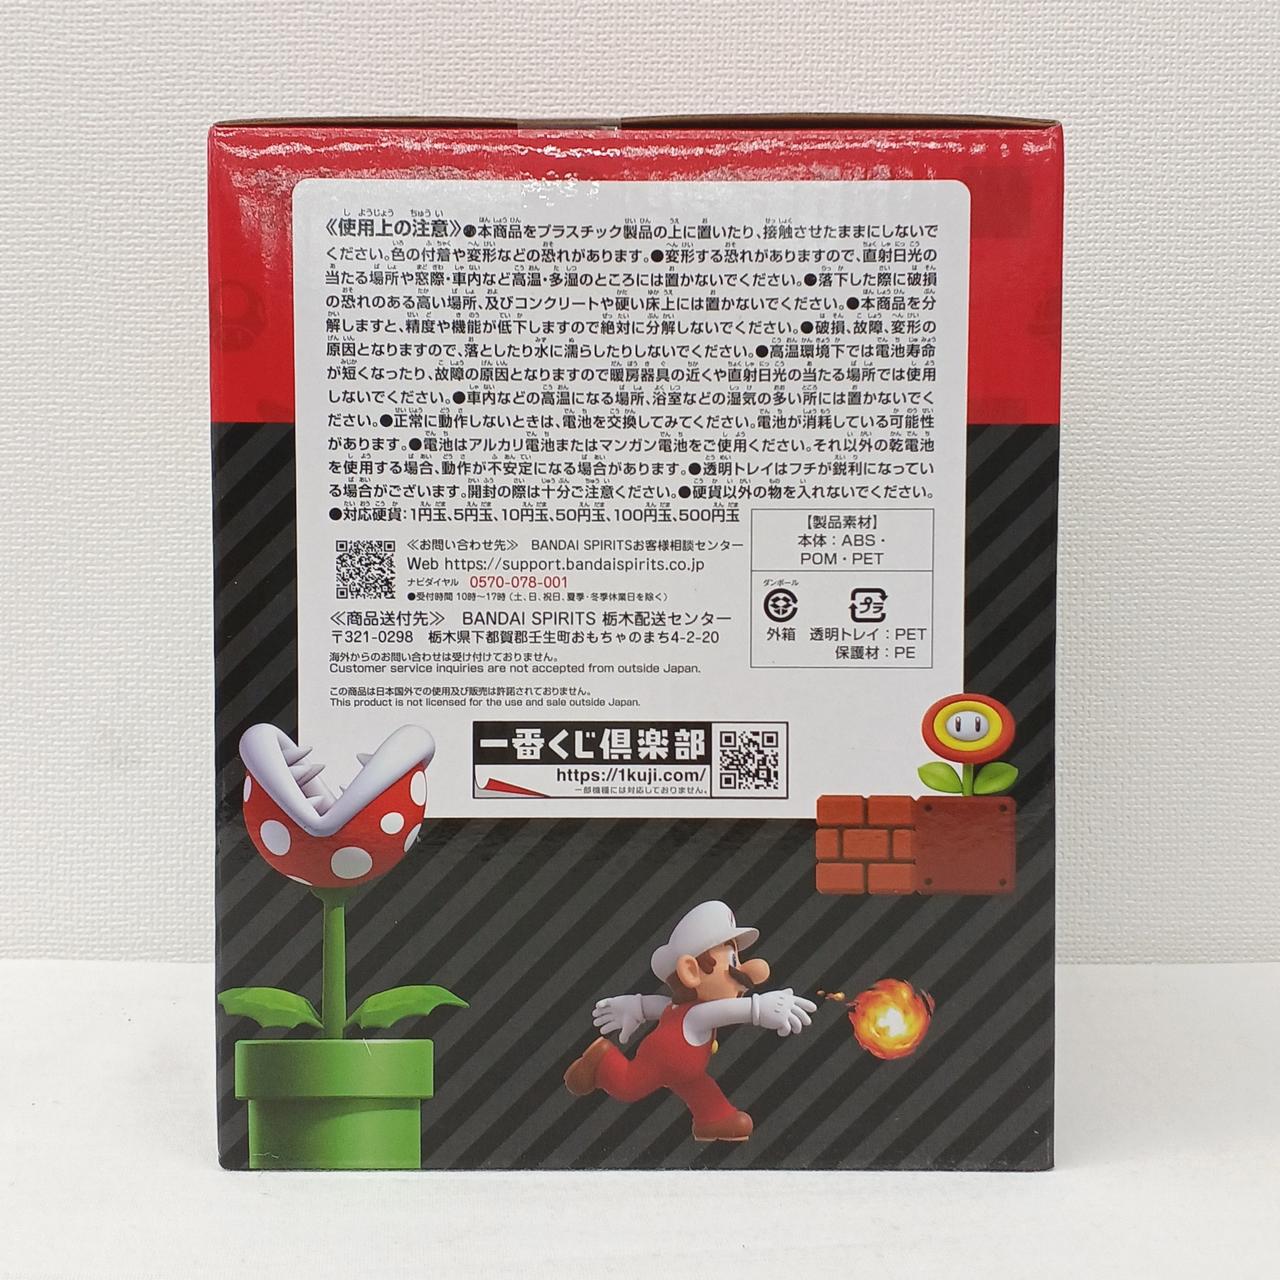 《使用上の注意》●本商品をプラスチック製品の上に置いたり、接触させたままにしないで
ください。色の付着や変形などの恐れがあります。●変形する恐れがありますので、直射日光の
当たる場所や窓際・車内など高温・多湿のところには置かないでください。●落下した際に破損
の恐れのある高い場所、及びコンクリートや硬い床上には置かないでください。●本商品を分
解しますと、精度や機能が低下しますので絶対に分解しないでください。●破損、故障、変形の
原因となりますので、落としたり水に濡らしたりしないでください。●高温環境下では電池寿命
が短くなったり、故障の原因となりますので暖房器具の近くや直射日光の当たる場所では使用
しないでください。●車内などの高温になる場所、浴室などの湿気の多い所には置かないでく
ださい。●正常に動作しないときは、電池を交換してみてください。電池が消耗している可能性
があります。●電池はアルカリ電池またはマンガン電池をご使用ください。それ以外の乾電池
を使用する場合、動作が不安定になる場合があります。●透明トレイはフチが鋭利になってい
る場合がございます。開封の際は十分ご注意ください。●硬貨以外の物を入れないでください。
●対応硬貨:1円玉、5円玉、10円玉、50円玉、100円玉、500円玉
≪お問い合わせ先≫ BANDAI SPIRITSお客様相談センター
Web https://support.bandaispirits.co.jp
ナビダイヤル 0570-078-001
●受付時間 10時〜17時(土、日、祝日、夏季・冬季休業日を除く)
≪商品送付先≫ BANDAI SPIRITS 栃木配送センター
〒321-0298 栃木県下都賀郡壬生町おもちゃのまち4-2-20
海外からのお問い合わせは受け付けておりません。
Customer service inquiries are not accepted from outside Japan.
この商品は日本国外での使用及び販売は許諾されておりません。
This product is not licensed for the use and sale outside Japan.
【製品素材】
本体:ABS・
POM・PET
ダンボール
外箱
プラ
透明トレイ:PET
保護材:PE
一番くじ倶楽部
https://1kuji.com/
一部機種には対応しておりません。